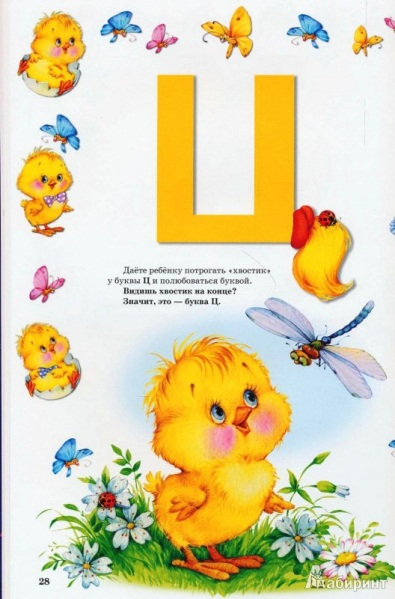 Ц
Даёте ребёнку потрогать «хвостик»
у буквы Ц и полюбоваться буквой.
Видишь хвостик на конце?
Значит, это — буква Ц.
28
Лабиринт